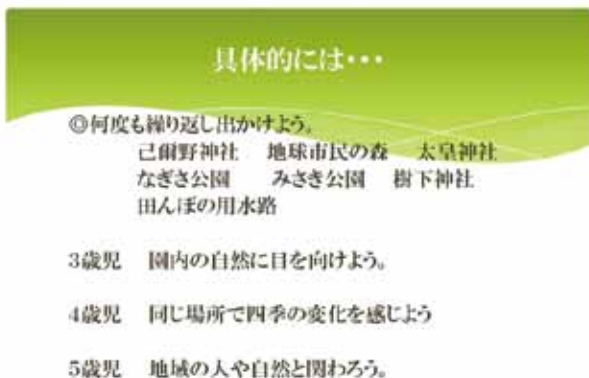 具体的には・・・
◎何度も繰り返し出かけよう。
己爾野神社　地球市民の森　太皇神社
なぎさ公園　みさき公園　樹下神社
田んぼの用水路
3歳児　園内の自然に目を向けよう。
4歳児　同じ場所で四季の変化を感じよう
5歳児　地域の人や自然と関わろう。